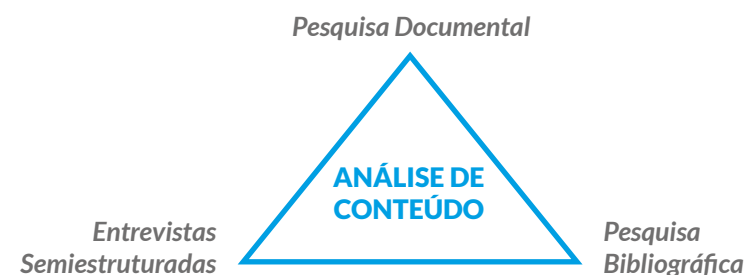 Pesquisa Documental
ANÁLISE DE
CONTEÚDO
Entrevistas
Semiestruturadas
Pesquisa
Bibliográfica